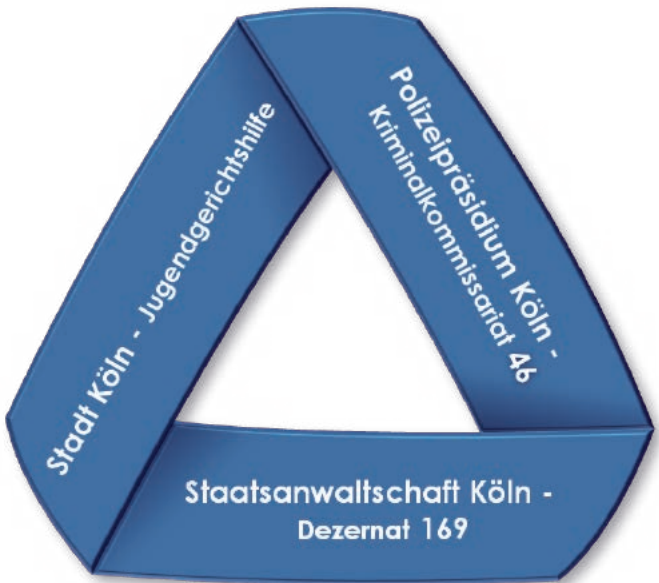 Stadt Köln - Jugendgerichtshilfe
Polizeipräsidium Köln -
Kriminalkommissariat 46
Staatsanwaltschaft Köln -
Dezernat 169